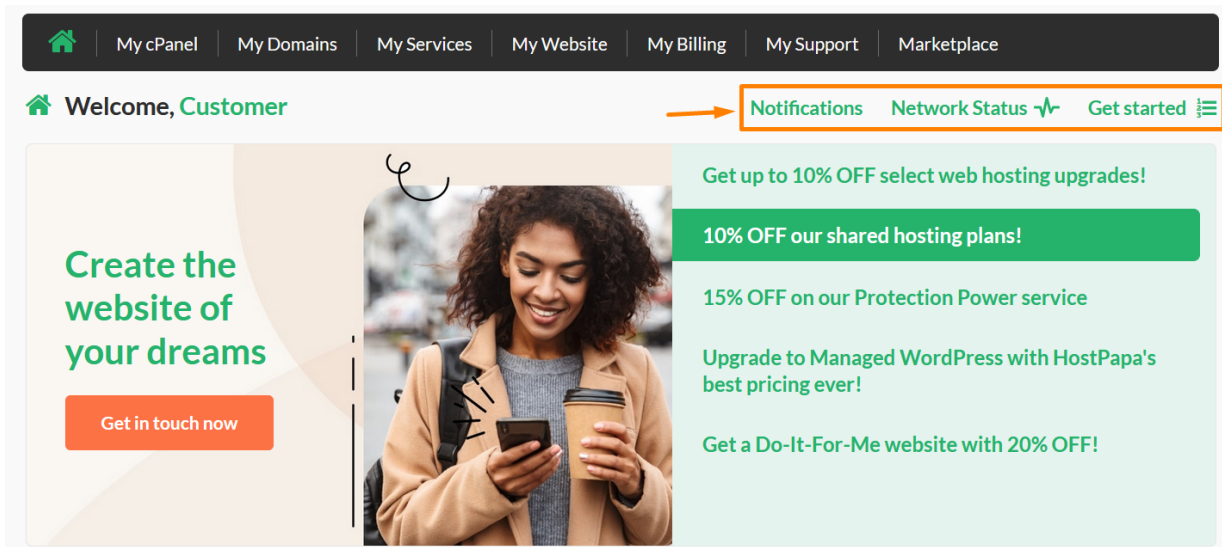 My cPanel My Domains My Services My Website My Billing My Support Marketplace
Welcome, Customer
Notifications Network Status Get started
Create the
website of
your dreams
Get in touch now
Get up to 10% OFF select web hosting upgrades!
10% OFF our shared hosting plans!
15% OFF on our Protection Power service
Upgrade to Managed WordPress with HostPapa's
best pricing ever!
Get a Do-It-For-Me website with 20% OFF!